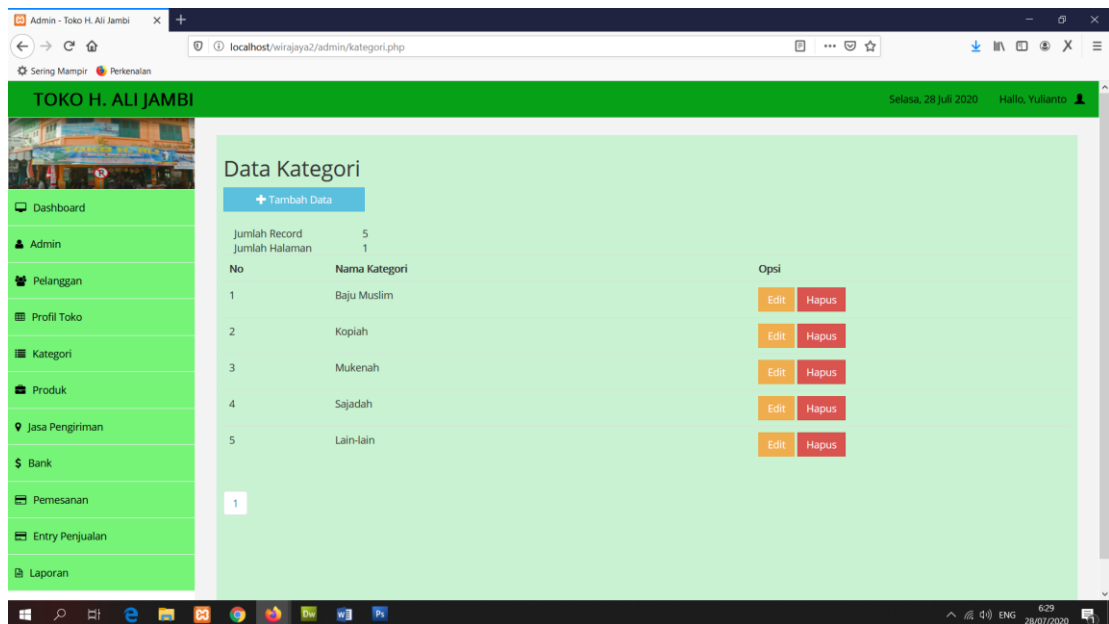 Admin - Toko H. Ali Jambi
localhost/wirajaya2/admin/kategori.php
Sering Mampir Perkenalan
TOKO H. ALI JAMBI
Selasa, 28 Juli 2020 Hallo, Yulianto
Dashboard
Admin
Pelanggan
Profil Toko
Kategori
Produk
Jasa Pengiriman
$ Bank
Pemesanan
Entry Penjualan
Laporan
Data Kategori
Tambah Data
Jumlah Record 5
Jumlah Halaman 1
No Nama Kategori Opsi
1 Baju Muslim Edit Hapus
2 Kopiah Edit Hapus
3 Mukenah Edit Hapus
4 Sajadah Edit Hapus
5 Lain-lain Edit Hapus
1
Dw Ps
ENG 6:29
28/07/2020